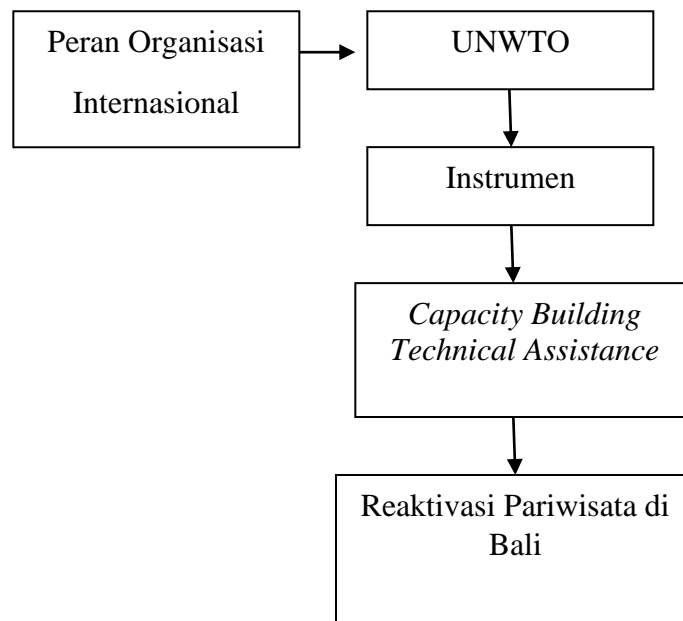 Peran Organisasi
Internasional
UNWTO
Instrumen
Capacity Building
Technical Assistance
Reaktivasi Pariwisata di
Bali